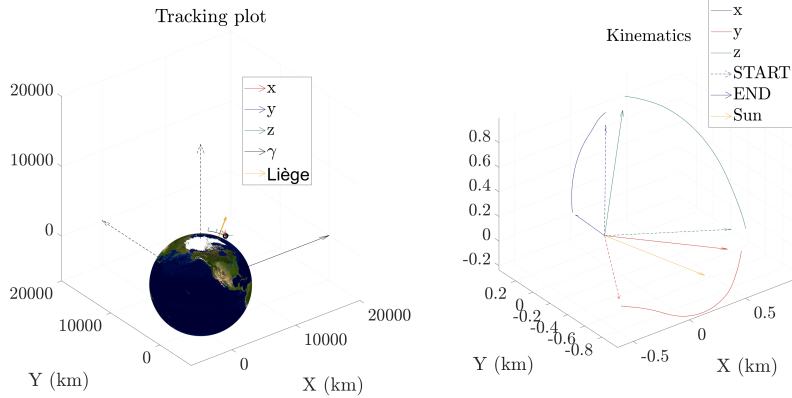 Tracking plot
x
y
z
γ
Liège
20000
10000
0
20000
10000
0
0
10000
20000
Y (km)
X (km)
Kinematics
x
y
z
START
END
Sun
0.8
0.6
0.4
0.2
0
-0.2
0.2
0
-0.2
-0.4
-0.6
-0.8
-0.5
0
0.5
Y (km)
X (km)